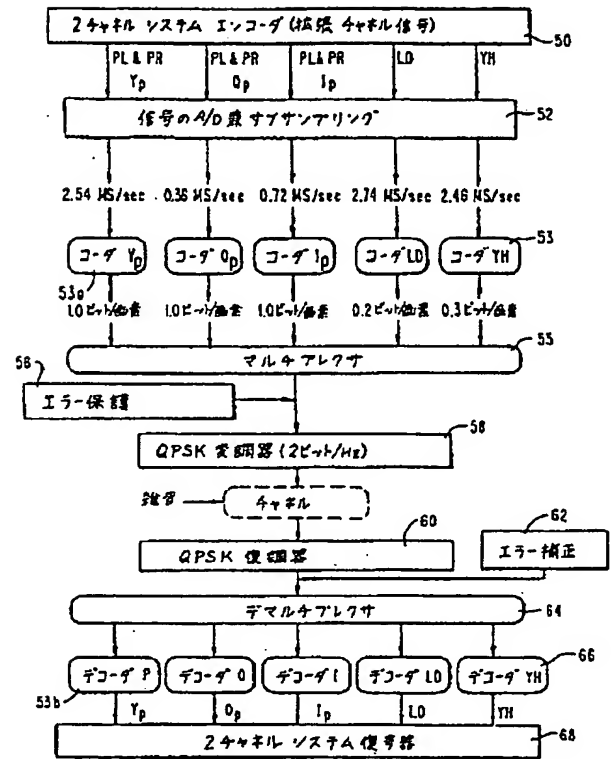 2チャネル システム エンコーダ(拡張 チャネル信号)
50
PL & PR PL & PR PL & PR LD YH
Yp Qp Ip
信号の A/D 及 サブサンプリング
52
2.54 MS/sec 0.36 MS/sec 0.72 MS/sec 2.74 MS/sec 2.46 MS/sec
コーダ Yp コーダ Qp コーダ Ip コーダ LD コーダ YH
53
53a
1.0ビット/画素 1.0ビット/画素 1.0ビット/画素 0.2ビット/画素 0.3ビット/画素
マルチプレクサ
55
56
エラー保護
58
QPSK 変調器 (2ビット/Hz)
雑音
チャネル
60
QPSK 復調器
62
エラー補正
デマルチプレクサ
64
デコーダ P デコーダ Q デコーダ I デコーダ LD デコーダ YH
66
53b
Yp Qp Ip LD YH
2チャネル システム 復号器
68